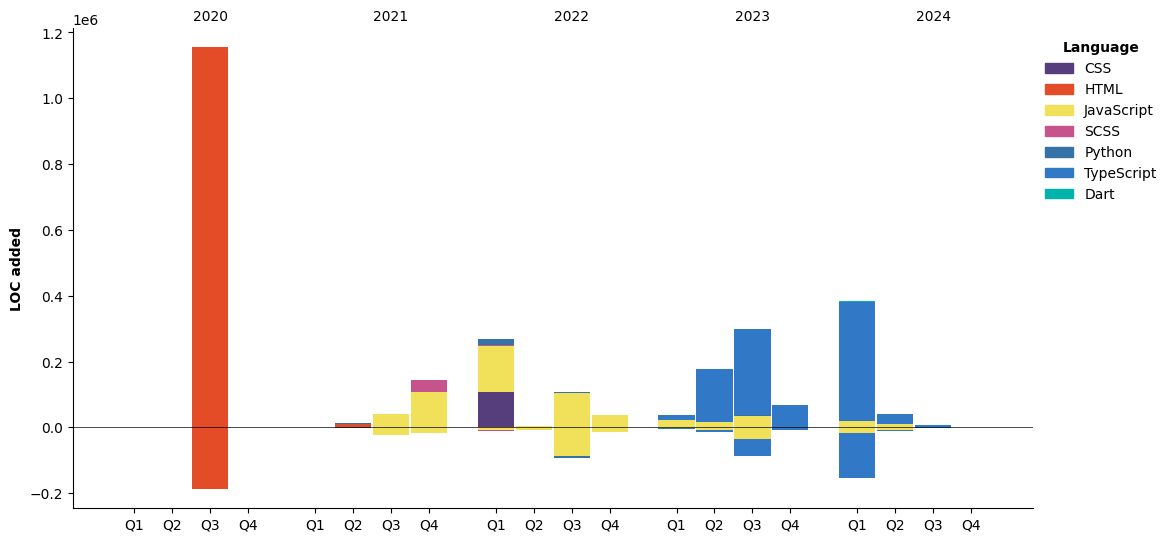 2020 2021 2022 2023 2024
1e6
1.2
1.0
0.8
0.6
0.4
0.2
0.0
−0.2
LOC added
Q1 Q2 Q3 Q4 Q1 Q2 Q3 Q4 Q1 Q2 Q3 Q4 Q1 Q2 Q3 Q4 Q1 Q2 Q3 Q4
Language
CSS
HTML
JavaScript
SCSS
Python
TypeScript
Dart